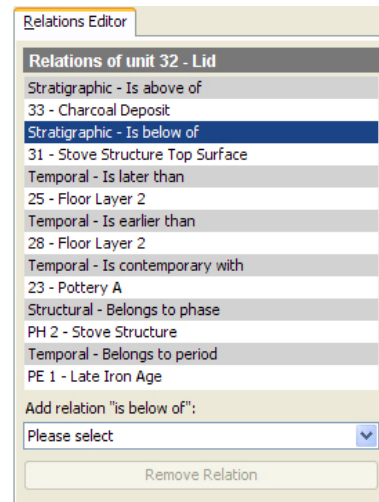 Relations Editor
Relations of unit 32 - Lid
Stratigraphic - Is above of
33 - Charcoal Deposit
Stratigraphic - Is below of
31 - Stove Structure Top Surface
Temporal - Is later than
25 - Floor Layer 2
Temporal - Is earlier than
28 - Floor Layer 2
Temporal - Is contemporary with
23 - Pottery A
Structural - Belongs to phase
PH 2 - Stove Structure
Temporal - Belongs to period
PE 1 - Late Iron Age
Add relation "is below of":
Please select
Remove Relation